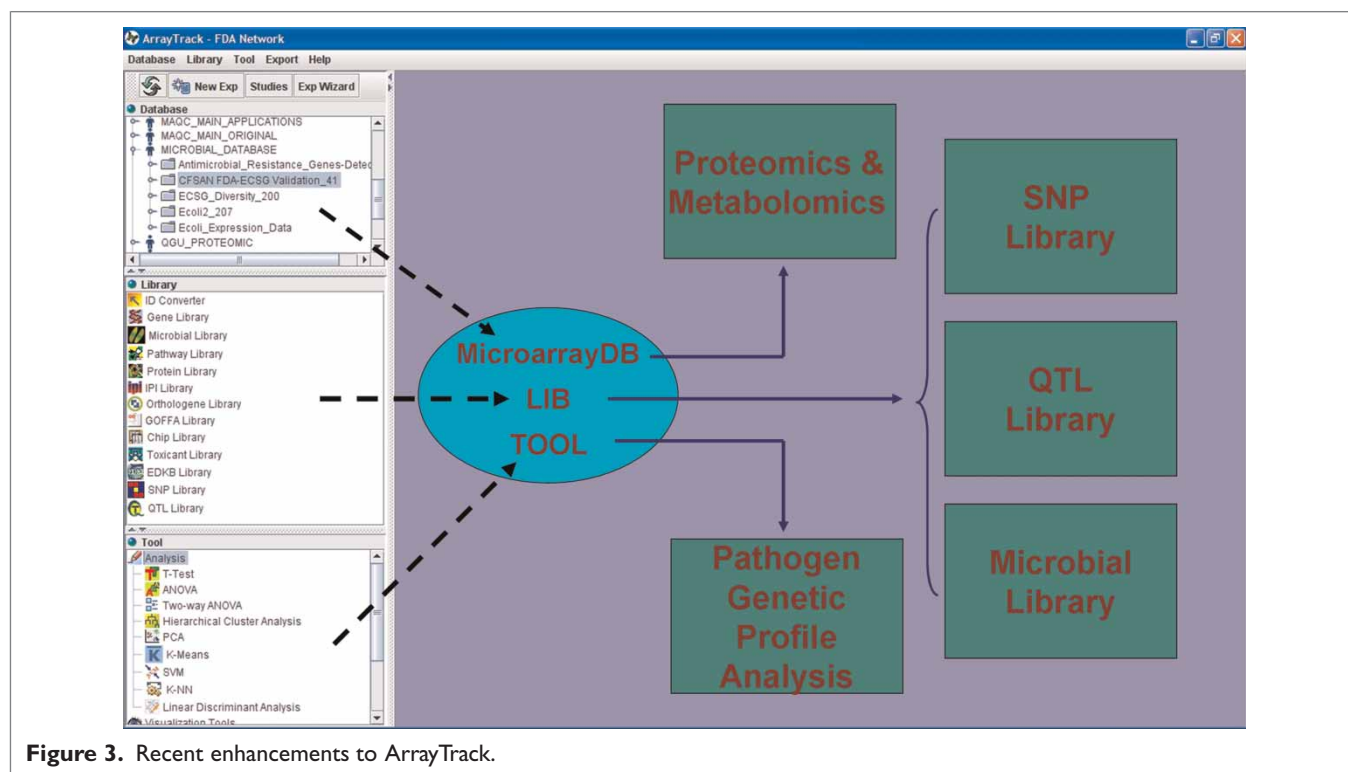 ArrayTrack - FDA Network
Database Library Tool Export Help
New Exp Studies Exp Wizard
Database
MAQC_MAIN_APPLICATIONS
MAQC_MAIN_ORIGINAL
MICROBIAL_DATABASE
Antimicrobial_Resistance_Genes-Detec
CFSAN FDA-ECSG Validation_41
ECSG_Diversity_200
Ecoli2_207
Ecoli_Expression_Data
QGU_PROTEOMIC
Library
ID Converter
Gene Library
Microbial Library
Pathway Library
Protein Library
IPI Library
Orthologene Library
GOFFA Library
Chip Library
Toxicant Library
EDKB Library
SNP Library
QTL Library
Tool
Analysis
T-Test
ANOVA
Two-way ANOVA
Hierarchical Cluster Analysis
PCA
K-Means
SVM
K-NN
Linear Discriminant Analysis
Visualization Tools
MicroarrayDB
LIB
TOOL
Proteomics &
Metabolomics
Pathogen
Genetic
Profile
Analysis
SNP
Library
QTL
Library
Microbial
Library
Figure 3. Recent enhancements to ArrayTrack.